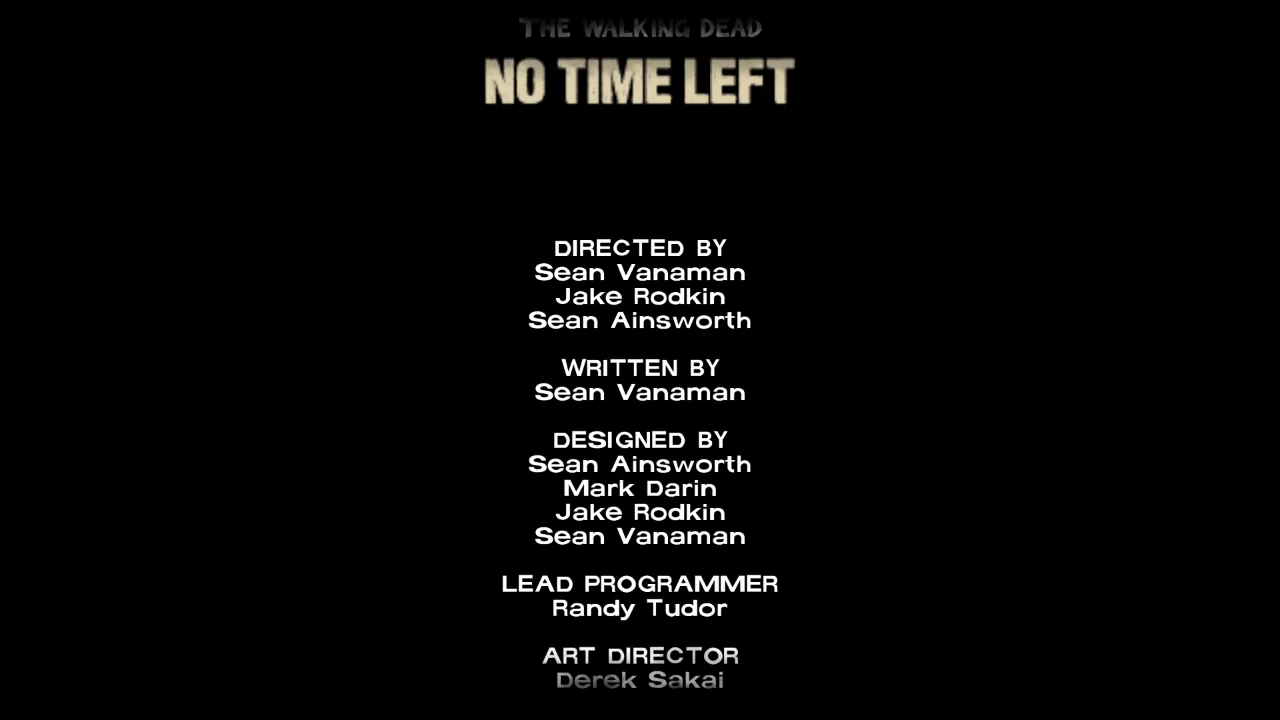 THE WALKING DEAD
NO TIME LEFT
DIRECTED BY
Sean Vanaman
Jake Rodkin
Sean Ainsworth
WRITTEN BY
Sean Vanaman
DESIGNED BY
Sean Ainsworth
Mark Darin
Jake Rodkin
Sean Vanaman
LEAD PROGRAMMER
Randy Tudor
ART DIRECTOR
Derek Sakai